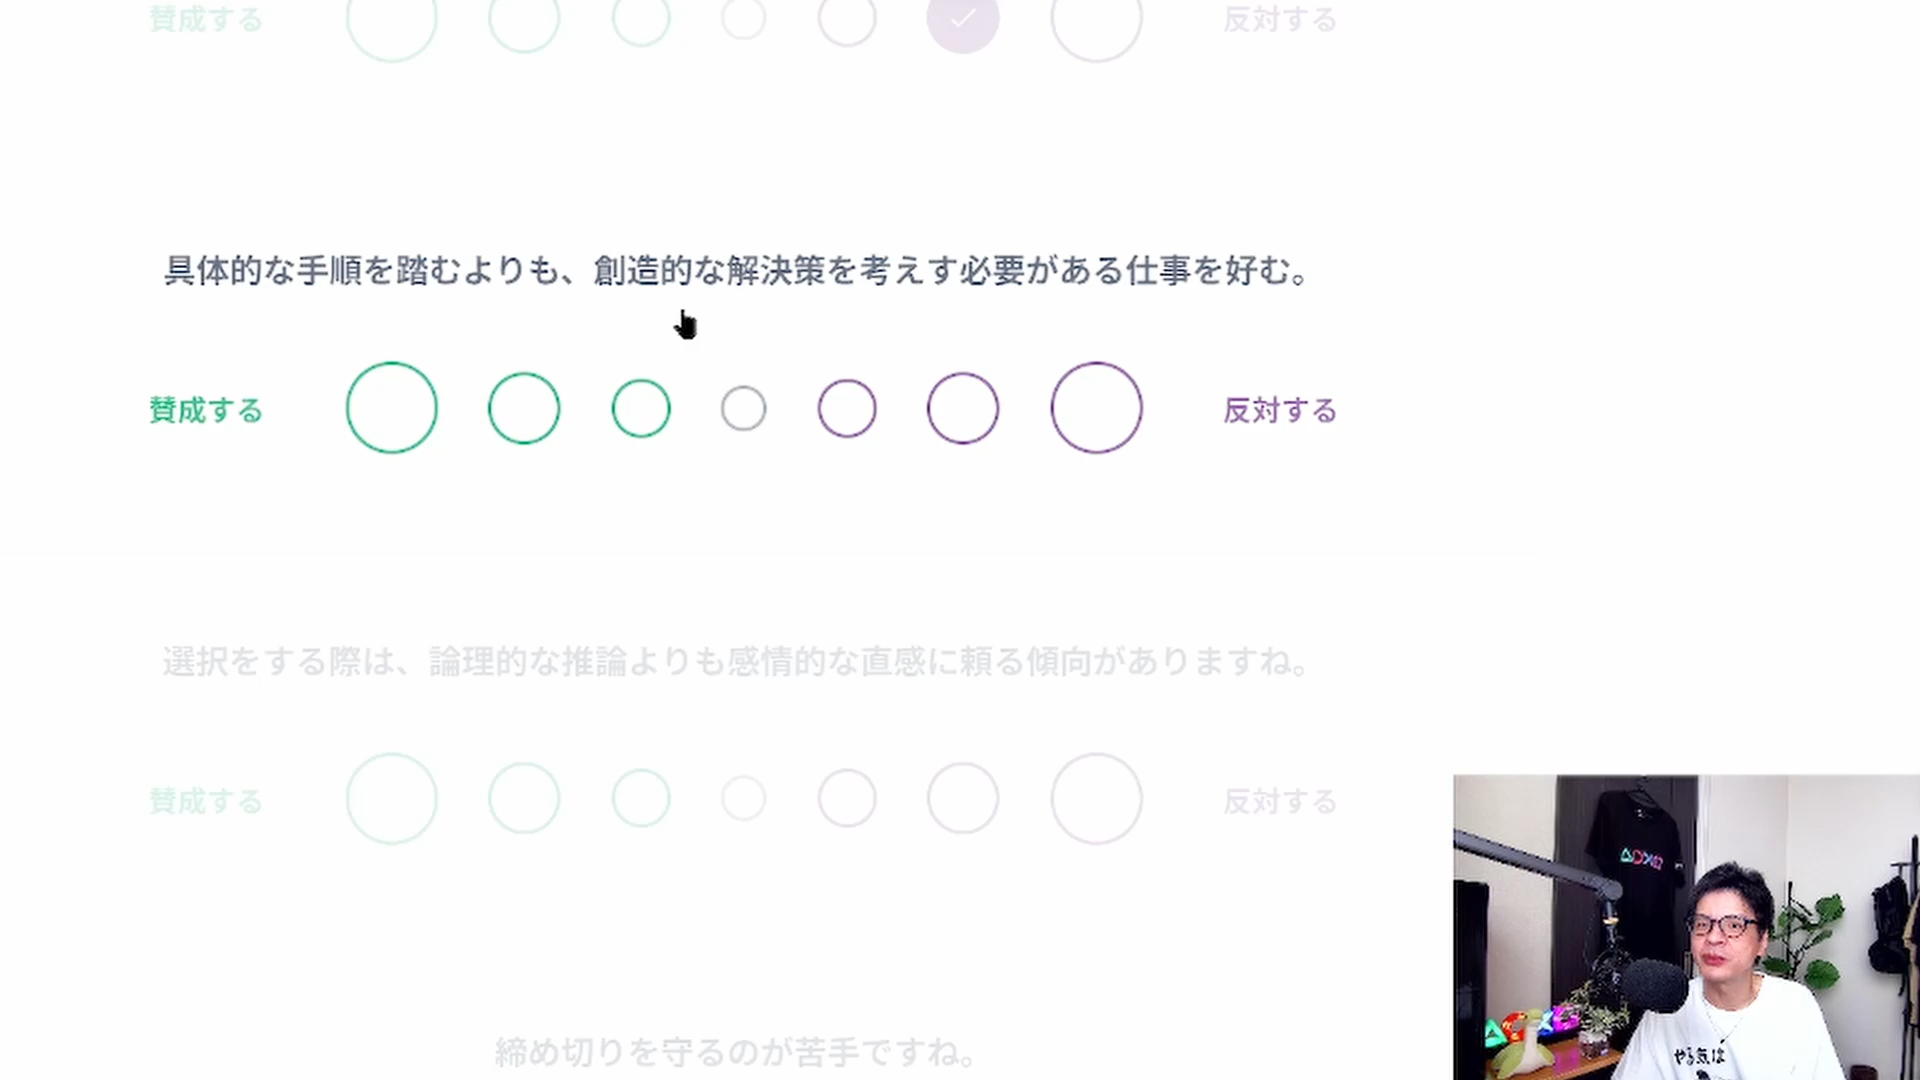 賛成する 反対する
具体的な手順を踏むよりも、創造的な解決策を考えす必要がある仕事を好む。
賛成する 反対する
選択をする際は、論理的な推論よりも感情的な直感に頼る傾向がありますね。
賛成する 反対する
締め切りを守るのが苦手ですね。
やる気は